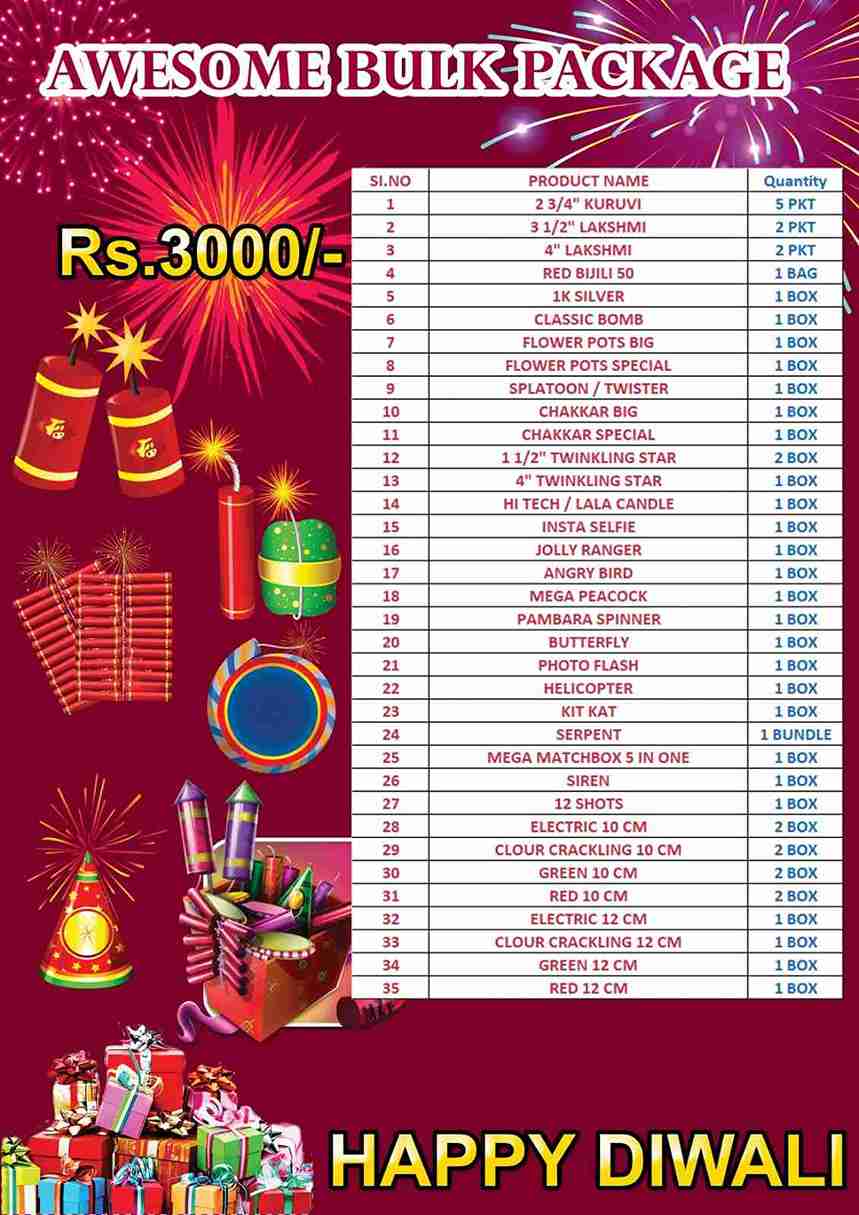 AWESOME BULK PACKAGE
Rs.3000/-
SI.NO PRODUCT NAME Quantity
1 2 3/4" KURUVI 5 PKT
2 3 1/2" LAKSHMI 2 PKT
3 4" LAKSHMI 2 PKT
4 RED BIJILI 50 1 BAG
5 1K SILVER 1 BOX
6 CLASSIC BOMB 1 BOX
7 FLOWER POTS BIG 1 BOX
8 FLOWER POTS SPECIAL 1 BOX
9 SPLATOON / TWISTER 1 BOX
10 CHAKKAR BIG 1 BOX
11 CHAKKAR SPECIAL 1 BOX
12 1 1/2" TWINKLING STAR 2 BOX
13 4" TWINKLING STAR 1 BOX
14 HI TECH / LALA CANDLE 1 BOX
15 INSTA SELFIE 1 BOX
16 JOLLY RANGER 1 BOX
17 ANGRY BIRD 1 BOX
18 MEGA PEACOCK 1 BOX
19 PAMBARA SPINNER 1 BOX
20 BUTTERFLY 1 BOX
21 PHOTO FLASH 1 BOX
22 HELICOPTER 1 BOX
23 KIT KAT 1 BOX
24 SERPENT 1 BUNDLE
25 MEGA MATCHBOX 5 IN ONE 1 BOX
26 SIREN 1 BOX
27 12 SHOTS 1 BOX
28 ELECTRIC 10 CM 2 BOX
29 CLOUR CRACKLING 10 CM 2 BOX
30 GREEN 10 CM 2 BOX
31 RED 10 CM 2 BOX
32 ELECTRIC 12 CM 1 BOX
33 CLOUR CRACKLING 12 CM 1 BOX
34 GREEN 12 CM 1 BOX
35 RED 12 CM 1 BOX
HAPPY DIWALI